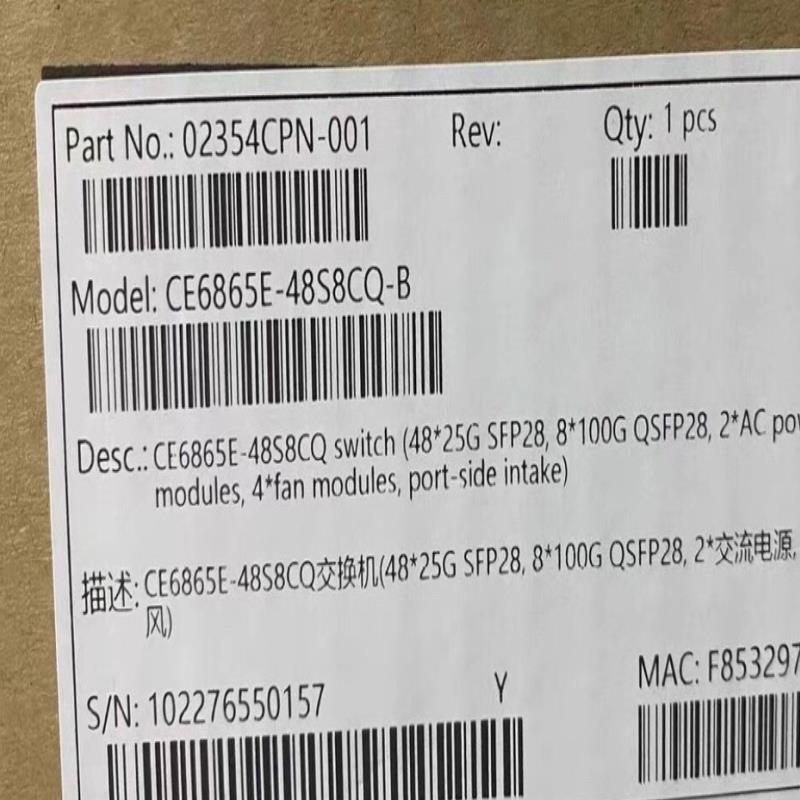 Part No.: 02354CPN-001 Rev: Qty: 1 pcs
Model: CE6865E-48S8CQ-B
Desc.: CE6865E-48S8CQ switch (48*25G SFP28, 8*100G QSFP28, 2*AC
modules, 4*fan modules, port-side intake)
描述: CE6865E-48S8CQ交换机(48*25G SFP28, 8*100G QSFP28, 2*交流电源,
风)
S/N: 102276550157 Y MAC: F853297